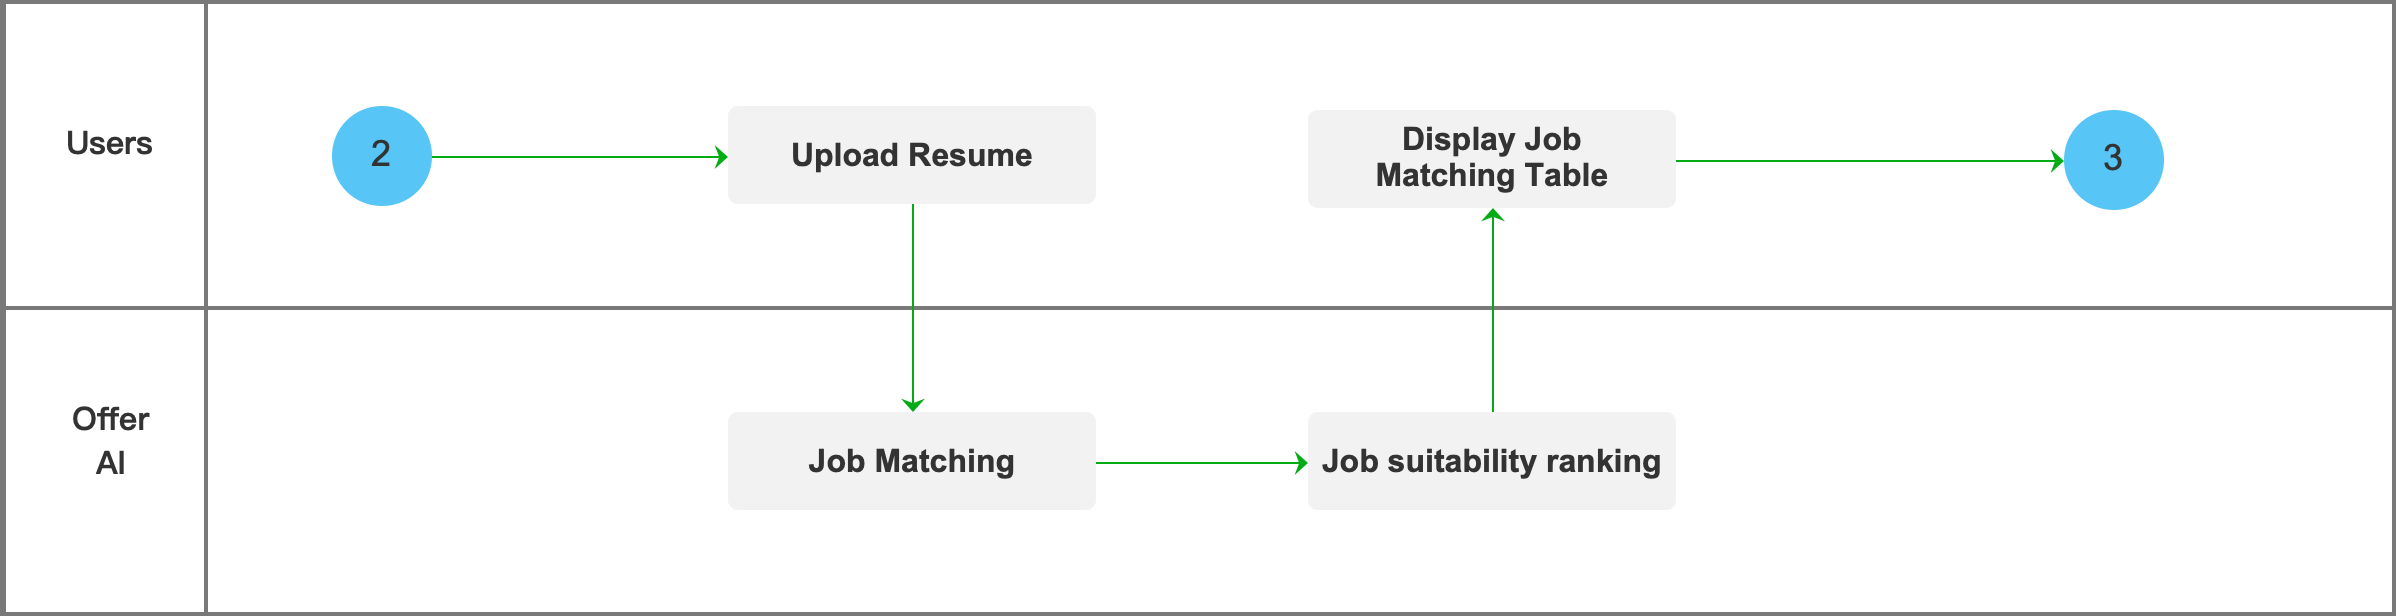 Users
2
Upload Resume
Display Job
Matching Table
3
Offer
AI
Job Matching
Job suitability ranking